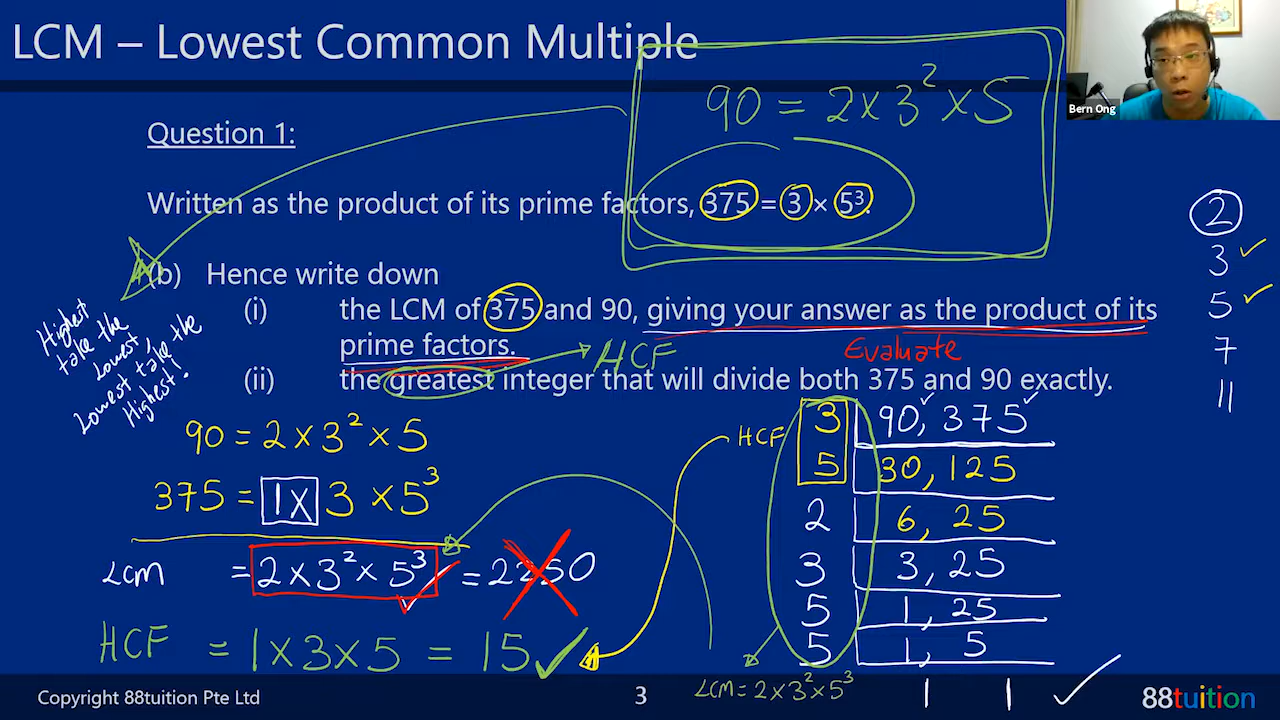 LCM – Lowest Common Multiple
90 = 2 x 3² x 5
Bern Ong
Question 1:
Written as the product of its prime factors, 375 = 3 × 5³.
(b) Hence write down
(i) the LCM of 375 and 90, giving your answer as the product of its
prime factors.
Evaluate
HCF
(ii) the greatest integer that will divide both 375 and 90 exactly.
Highest
take the
Lowest,
Lowest take the
Highest!
2
3 ✓
5 ✓
7
11
90 = 2 x 3² x 5
375 = 1 x 3 x 5³
LCM = 2 x 3² x 5³ = 2250
HCF = 1 x 3 x 5 = 15 ✓
HCF
3 90, 375
5 30, 125
2 6, 25
3 3, 25
5 1, 25
5 1, 5
1 1 ✓
LCM = 2 x 3² x 5³
Copyright 88tuition Pte Ltd
3
88tuition